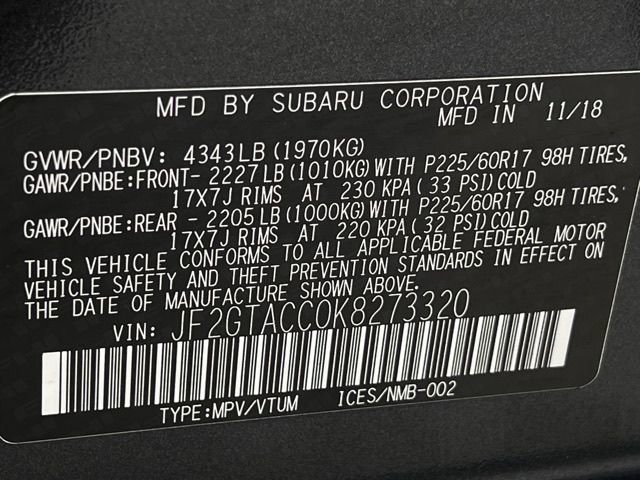 MFD BY SUBARU CORPORATION
MFD IN 11/18
GVWR/PNBV: 4343LB (1970KG)
GAWR/PNBE:FRONT- 2227LB(1010KG)WITH P225/60R17 98H TIRES,
17X7J RIMS AT 230 KPA (33 PSI)COLD
GAWR/PNBE:REAR - 2205LB(1000KG)WITH P225/60R17 98H TIRES,
17X7J RIMS AT 220 KPA (32 PSI)COLD
THIS VEHICLE CONFORMS TO ALL APPLICABLE FEDERAL MOTOR
VEHICLE SAFETY AND THEFT PREVENTION STANDARDS IN EFFECT ON
THE DATE OF MANUFACTURE SHOWN ABOVE.
VIN: JF2GTACC0K8273320
TYPE:MPV/VTUM ICES/NMB-002